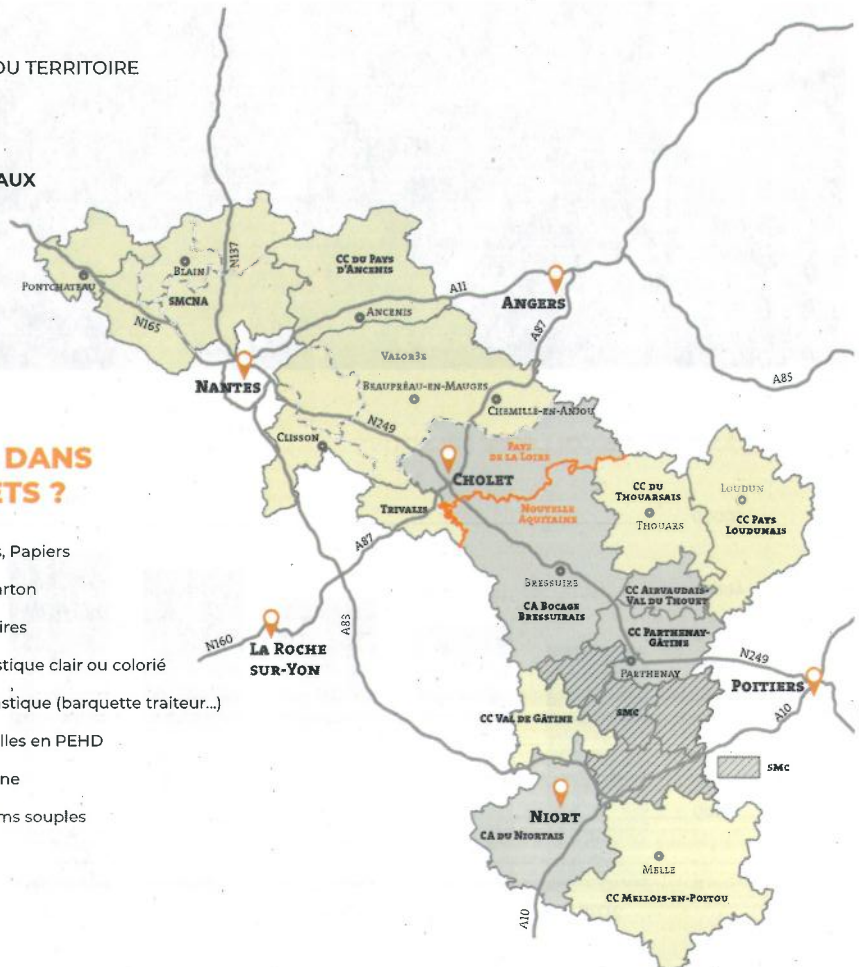 OU TERRITOIRE
AUX
DANS
ETS ?
s, Papiers
arton
ires
stique clair ou colorié
astique (barquette traiteur...)
lles en PEHD
ne
ms souples
N137
CC DU PAYS
D'ANCENIS
BLAIN
SMCNA
PONTCHATEAU
N165
A11
ANGERS
ANCENIS
A87
VALOR3E
A85
NANTES
BEAUPRÉAU-EN-MAUGES
CHEMILLÉ-EN-ANJOU
N249
CLISSON
PAYS
DE LA LOIRE
CHOLET
CC DU
THOUARSAIS
LOUDUN
TRIVALIS
NOUVELLE
AQUITAINE
THOUARS
CC PAYS
LOUDUNAIS
A87
BRESSUIRE
CA BOCAGE
BRESSUIRAIS
CC AIRVAUDAIS-
VAL DU THOUET
A83
N160
LA ROCHE
SUR-YON
CC PARTHENAY-
GÂTINE
N249
PARTHENAY
POITIERS
CC VAL DE GÂTINE
SMC
A10
SMC
NIORT
CA DU NIORTAIS
MELLE
CC MELLOIS-EN-POITOU
A10